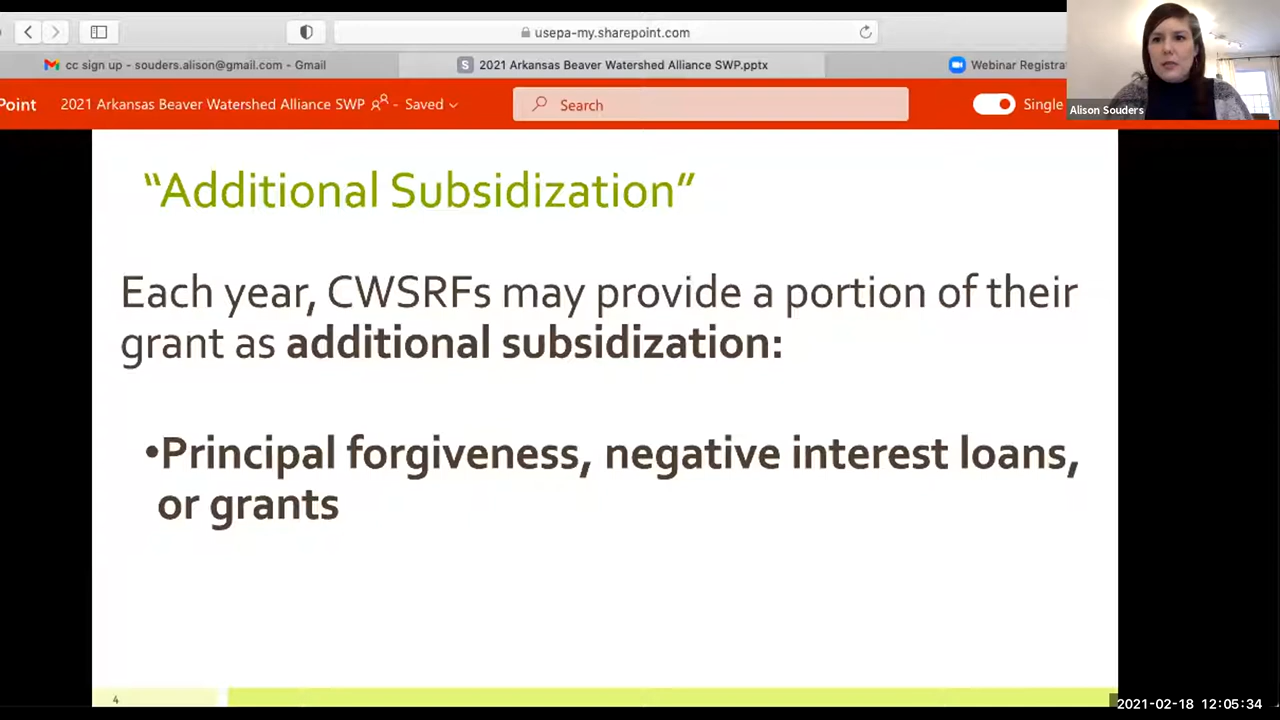 usepa-my.sharepoint.com
cc sign up - souders.alison@gmail.com - Gmail
S 2021 Arkansas Beaver Watershed Alliance SWP.pptx
Webinar Registra
Point 2021 Arkansas Beaver Watershed Alliance SWP - Saved
Search
Single
Alison Souders
“Additional Subsidization”
Each year, CWSRFs may provide a portion of their
grant as additional subsidization:
•Principal forgiveness, negative interest loans,
or grants
4
2021-02-18 12:05:34